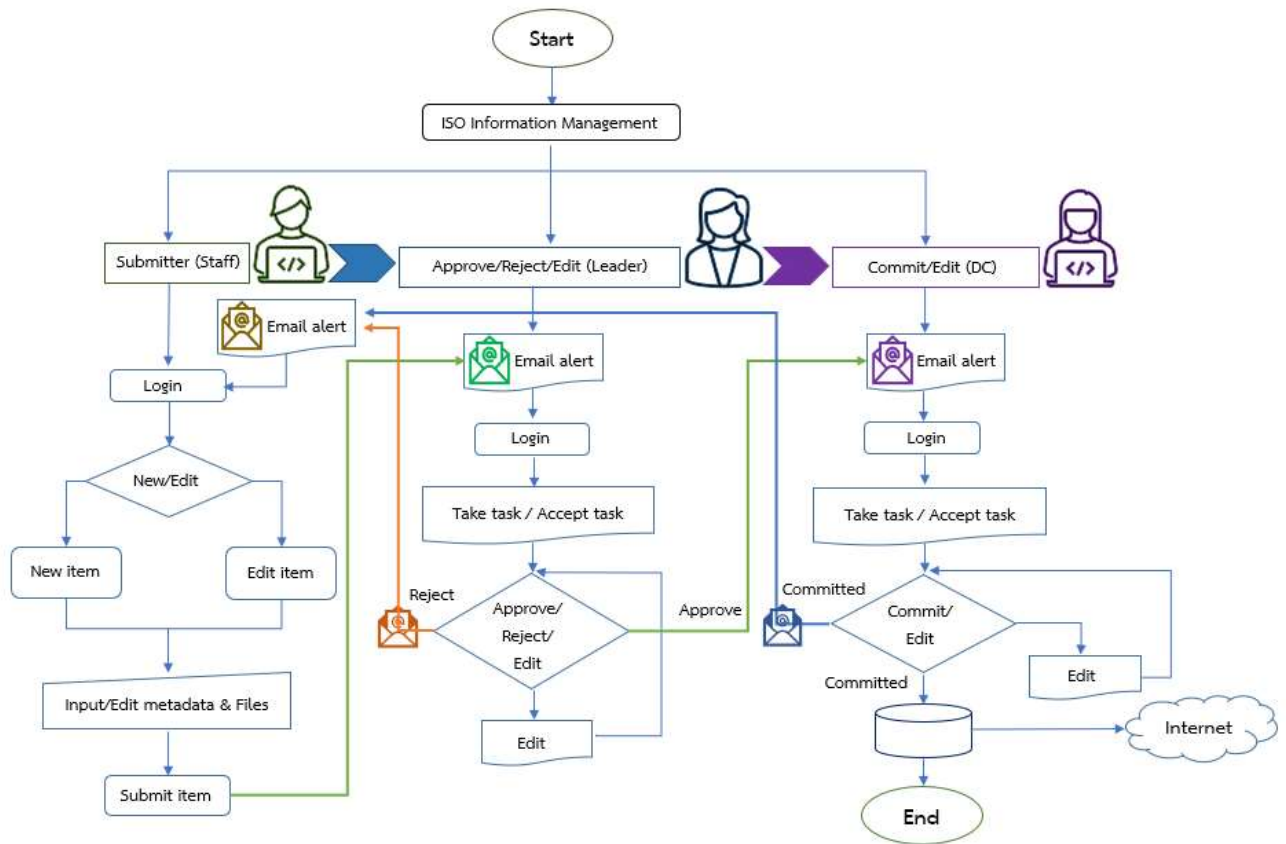 Start
ISO Information Management
Submitter (Staff)
</>
Approve/Reject/Edit (Leader)
Commit/Edit (DC)
</>
@
Email alert
@
Email alert
@
Email alert
Login
Login
Login
New/Edit
Take task / Accept task
Take task / Accept task
New item
Edit item
Reject
@
Approve/
Reject/
Edit
Approve
Committed
@
Commit/
Edit
Edit
Committed
Input/Edit metadata & Files
Edit
Internet
Submit item
End